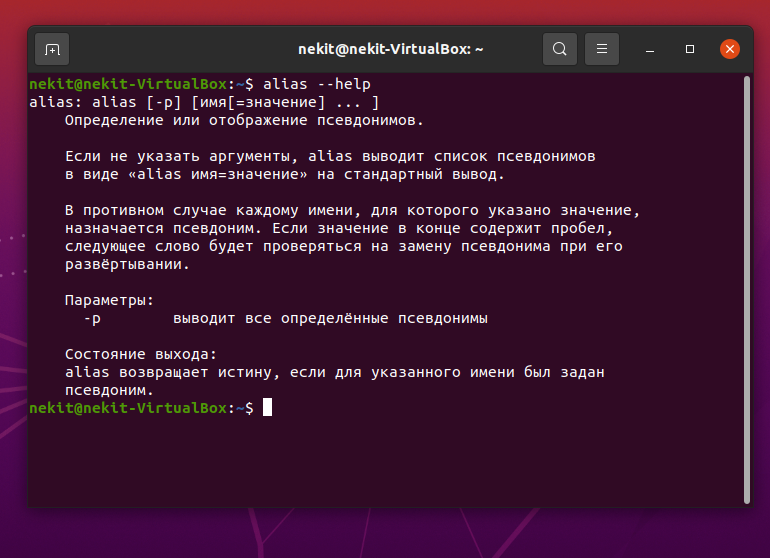 nekit@nekit-VirtualBox: ~
nekit@nekit-VirtualBox:~$ alias --help
alias: alias [-p] [имя[=значение] ... ]
Определение или отображение псевдонимов.
Если не указать аргументы, alias выводит список псевдонимов
в виде «alias имя=значение» на стандартный вывод.
В противном случае каждому имени, для которого указано значение,
назначается псевдоним. Если значение в конце содержит пробел,
следующее слово будет проверяться на замену псевдонима при его
развёртывании.
Параметры:
-p        выводит все определённые псевдонимы
Состояние выхода:
alias возвращает истину, если для указанного имени был задан
псевдоним.
nekit@nekit-VirtualBox:~$